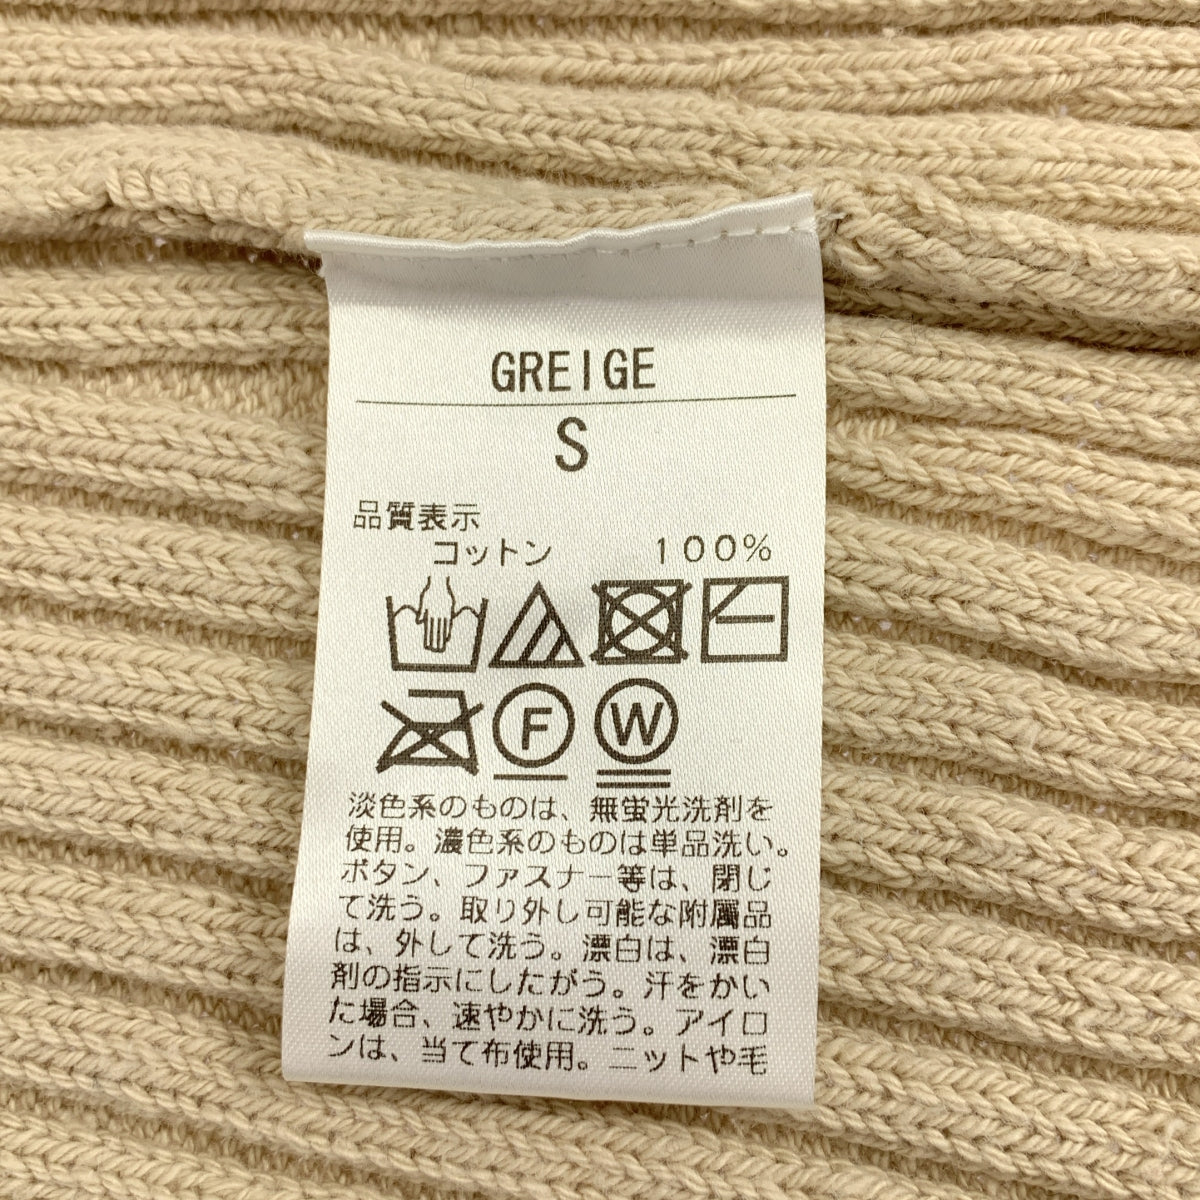 GREIGE
S
品質表示
コットン 100%
F W
淡色系のものは、無蛍光洗剤を
使用。濃色系のものは単品洗い。
ボタン、ファスナー等は、閉じ
て洗う。取り外し可能な附属品
は、外して洗う。漂白は、漂白
剤の指示にしたがう。汗をかい
た場合、速やかに洗う。アイロ
ンは、当て布使用。ニットや毛